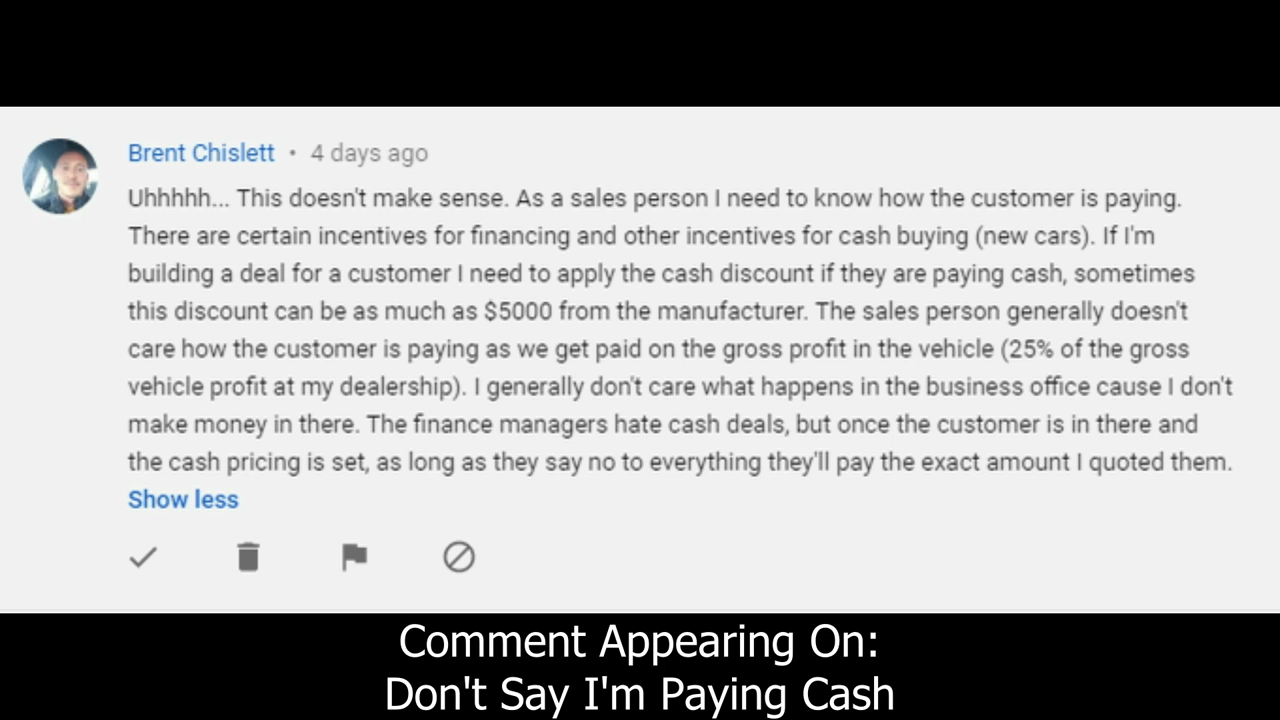 Brent Chislett • 4 days ago
Uhhhhh... This doesn't make sense. As a sales person I need to know how the customer is paying.
There are certain incentives for financing and other incentives for cash buying (new cars). If I'm
building a deal for a customer I need to apply the cash discount if they are paying cash, sometimes
this discount can be as much as $5000 from the manufacturer. The sales person generally doesn't
care how the customer is paying as we get paid on the gross profit in the vehicle (25% of the gross
vehicle profit at my dealership). I generally don't care what happens in the business office cause I don't
make money in there. The finance managers hate cash deals, but once the customer is in there and
the cash pricing is set, as long as they say no to everything they'll pay the exact amount I quoted them.
Show less
Comment Appearing On:
Don't Say I'm Paying Cash